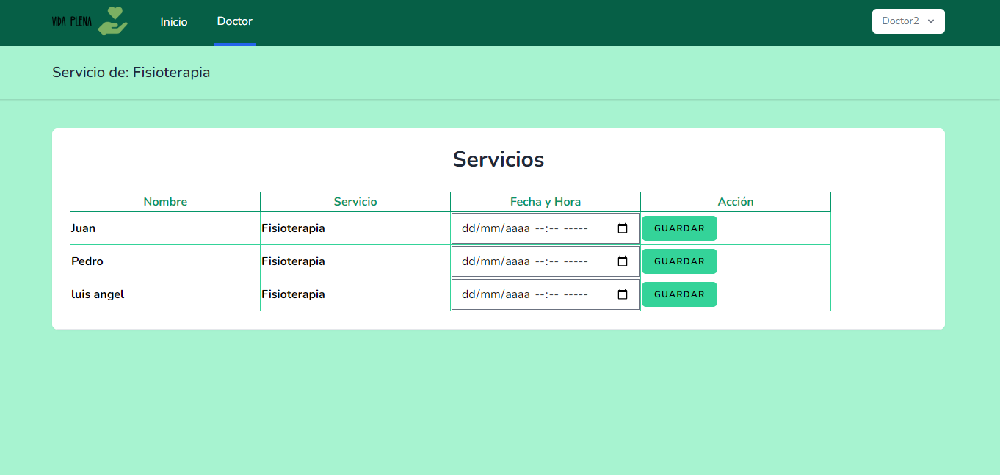 VIDA PLENA Inicio Doctor Doctor2
Servicio de: Fisioterapia
Servicios
Nombre Servicio Fecha y Hora Acción
Juan Fisioterapia dd/mm/aaaa --:-- ----- GUARDAR
Pedro Fisioterapia dd/mm/aaaa --:-- ----- GUARDAR
luis angel Fisioterapia dd/mm/aaaa --:-- ----- GUARDAR